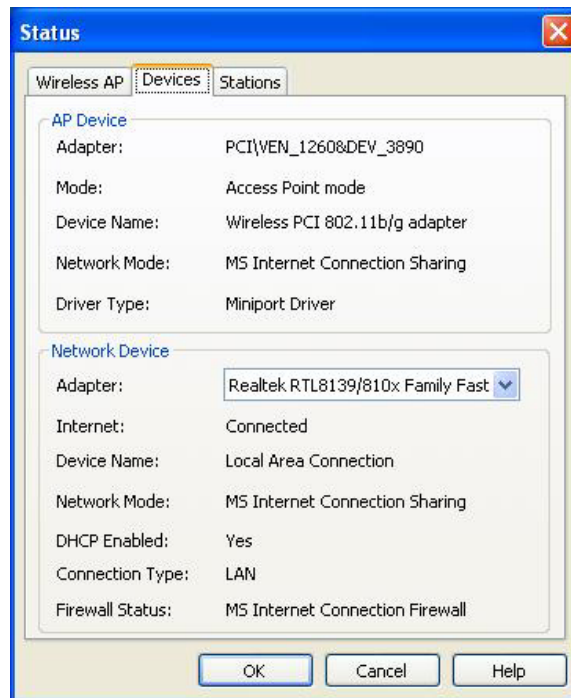 Status
Wireless AP Devices Stations
AP Device
Adapter: PCI\VEN_1260&DEV_3890
Mode: Access Point mode
Device Name: Wireless PCI 802.11b/g adapter
Network Mode: MS Internet Connection Sharing
Driver Type: Miniport Driver
Network Device
Adapter: Realtek RTL8139/810x Family Fast
Internet: Connected
Device Name: Local Area Connection
Network Mode: MS Internet Connection Sharing
DHCP Enabled: Yes
Connection Type: LAN
Firewall Status: MS Internet Connection Firewall
OK Cancel Help